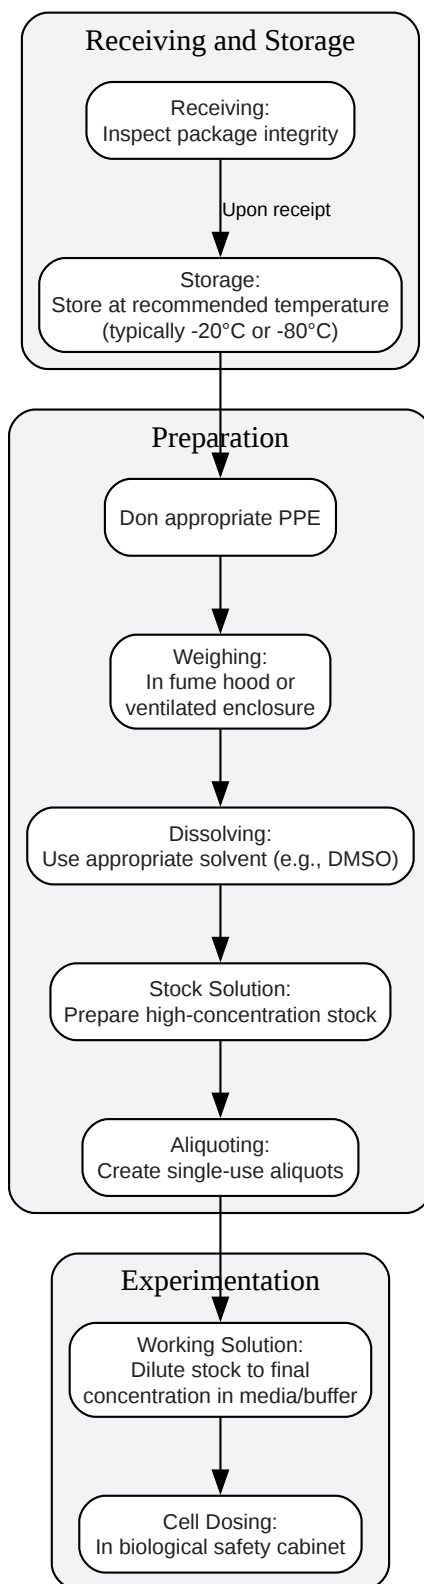 Receiving and Storage
Receiving:
Inspect package integrity
Upon receipt
Storage:
Store at recommended temperature
(typically -20°C or -80°C)
Preparation
Don appropriate PPE
Weighing:
In fume hood or
ventilated enclosure
Dissolving:
Use appropriate solvent (e.g., DMSO)
Stock Solution:
Prepare high-concentration stock
Aliquoting:
Create single-use aliquots
Experimentation
Working Solution:
Dilute stock to final
concentration in media/buffer
Cell Dosing:
In biological safety cabinet